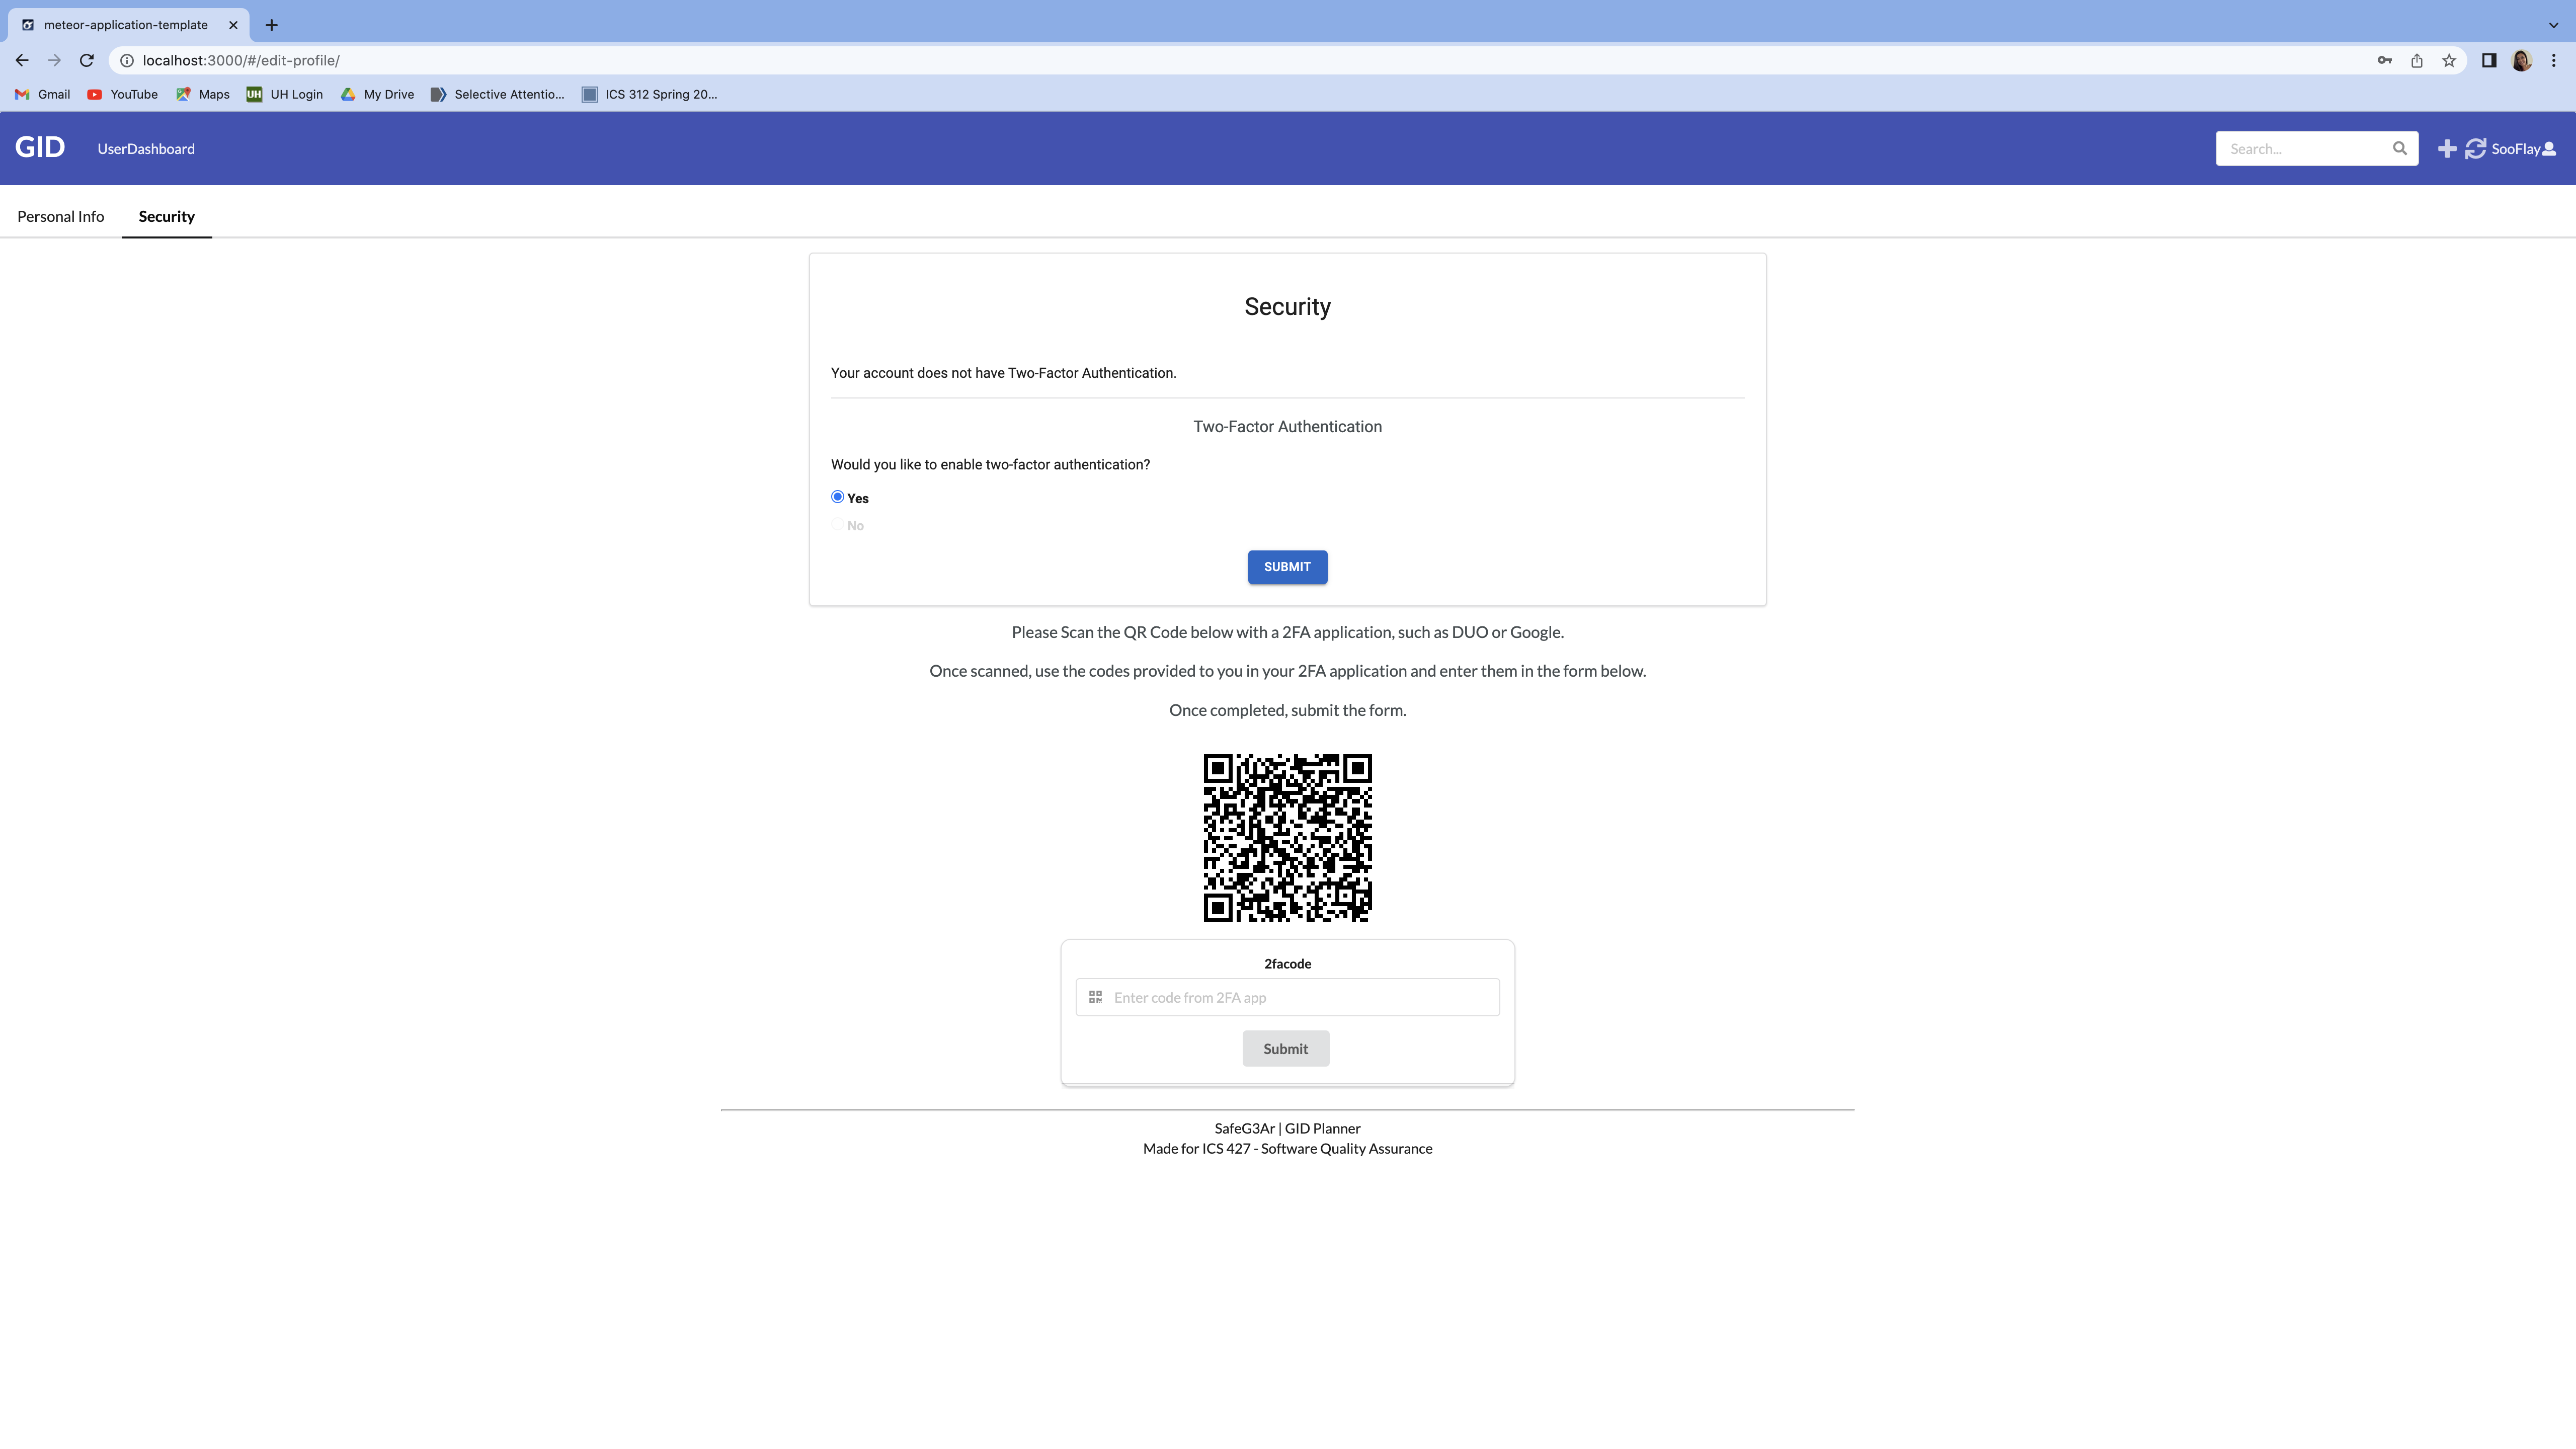 meteor-application-template
localhost:3000/#/edit-profile/
Gmail YouTube Maps UH UH Login My Drive Selective Attentio... ICS 312 Spring 20...
GID UserDashboard Search... SooFlay
Personal Info Security
Security
Your account does not have Two-Factor Authentication.
Two-Factor Authentication
Would you like to enable two-factor authentication?
Yes
No
SUBMIT
Please Scan the QR Code below with a 2FA application, such as DUO or Google.
Once scanned, use the codes provided to you in your 2FA application and enter them in the form below.
Once completed, submit the form.
2facode
Enter code from 2FA app
Submit
SafeG3Ar | GID Planner
Made for ICS 427 - Software Quality Assurance